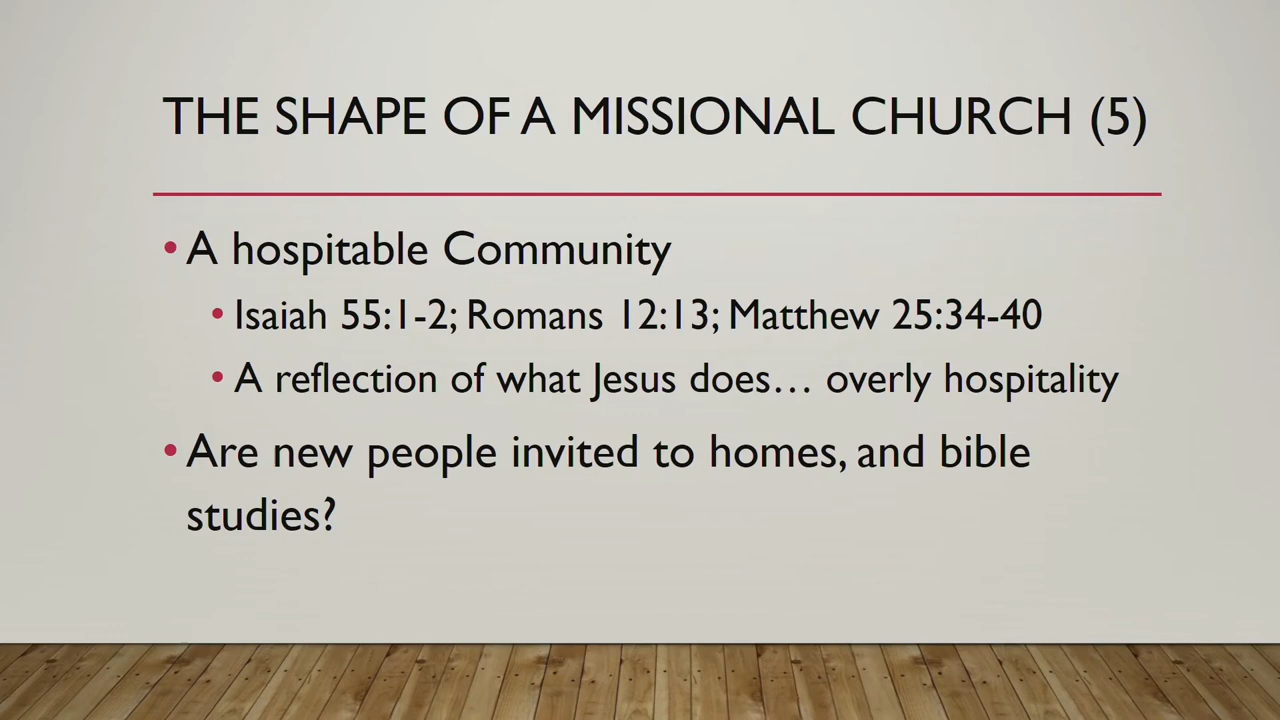 THE SHAPE OF A MISSIONAL CHURCH (5)
• A hospitable Community
• Isaiah 55:1-2; Romans 12:13; Matthew 25:34-40
• A reflection of what Jesus does… overly hospitality
• Are new people invited to homes, and bible
studies?